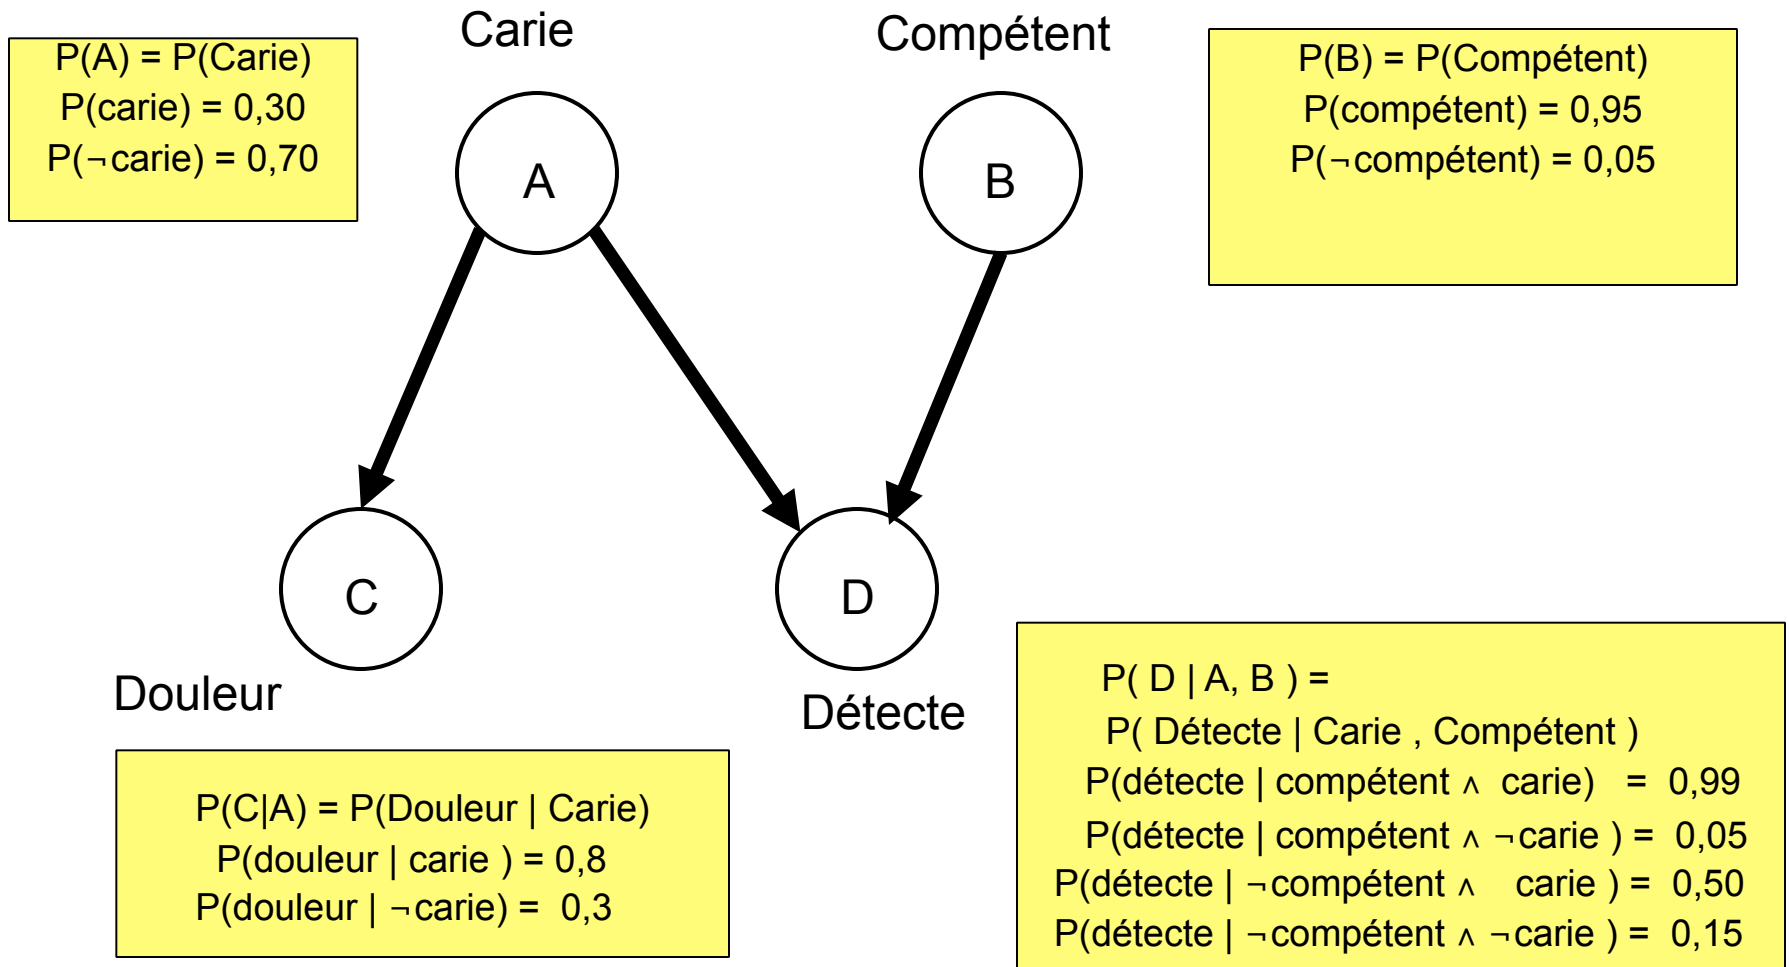 Carie
Compétent
P(A) = P(Carie)
P(carie) = 0,30
P(¬carie) = 0,70
P(B) = P(Compétent)
P(compétent) = 0,95
P(¬compétent) = 0,05
A
B
C
D
Douleur
Détecte
P(C|A) = P(Douleur | Carie)
P(douleur | carie ) = 0,8
P(douleur | ¬carie) = 0,3
P( D | A, B ) =
P( Détecte | Carie , Compétent )
P(détecte | compétent ∧ carie) = 0,99
P(détecte | compétent ∧ ¬carie ) = 0,05
P(détecte | ¬compétent ∧ carie ) = 0,50
P(détecte | ¬compétent ∧ ¬carie ) = 0,15